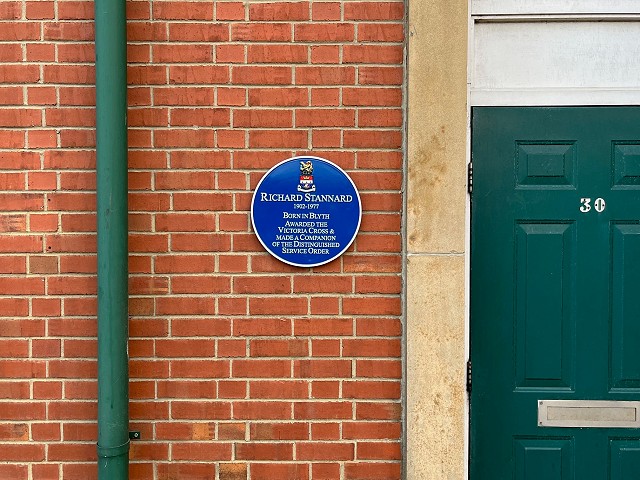 RICHARD STANNARD
1902-1977
BORN IN BLYTH
AWARDED THE
VICTORIA CROSS &
MADE A COMPANION
OF THE DISTINGUISHED
SERVICE ORDER
30